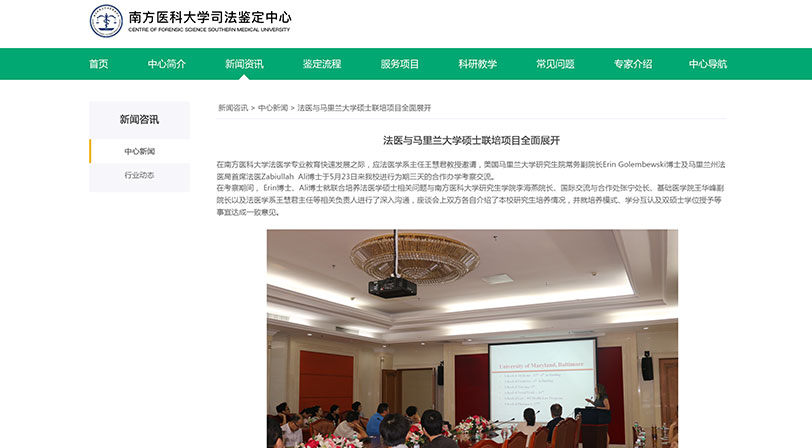 南方医科大学司法鉴定中心
CENTRE OF FORENSIC SCIENCE SOUTHERN MEDICAL UNIVERSITY
首页 中心简介 新闻资讯 鉴定流程 服务项目 科研教学 常见问题 专家介绍 中心导航
新闻咨讯
中心新闻
行业动态
新闻咨讯 > 中心新闻 > 法医与马里兰大学硕士联培项目全面展开
法医与马里兰大学硕士联培项目全面展开
在南方医科大学法医学专业教育快速发展之际，应法医学系主任王慧君教授邀请，美国马里兰大学研究生院常务副院长Erin Golembewski博士及马里兰州法
医局首席法医Zabiullah Ali博士于5月23日来我校进行为期三天的合作办学考察交流。
在考察期间， Erin博士、Ali博士就联合培养法医学硕士相关问题与南方医科大学研究生学院李海燕院长、国际交流与合作处张宁处长、基础医学院王华峰副
院长以及法医学系王慧君主任等相关负责人进行了深入沟通，座谈会上双方各自介绍了本校研究生培养情况，并就培养模式、学分互认及双硕士学位授予等
事宜达成一致意见。
University of Maryland, Baltimore